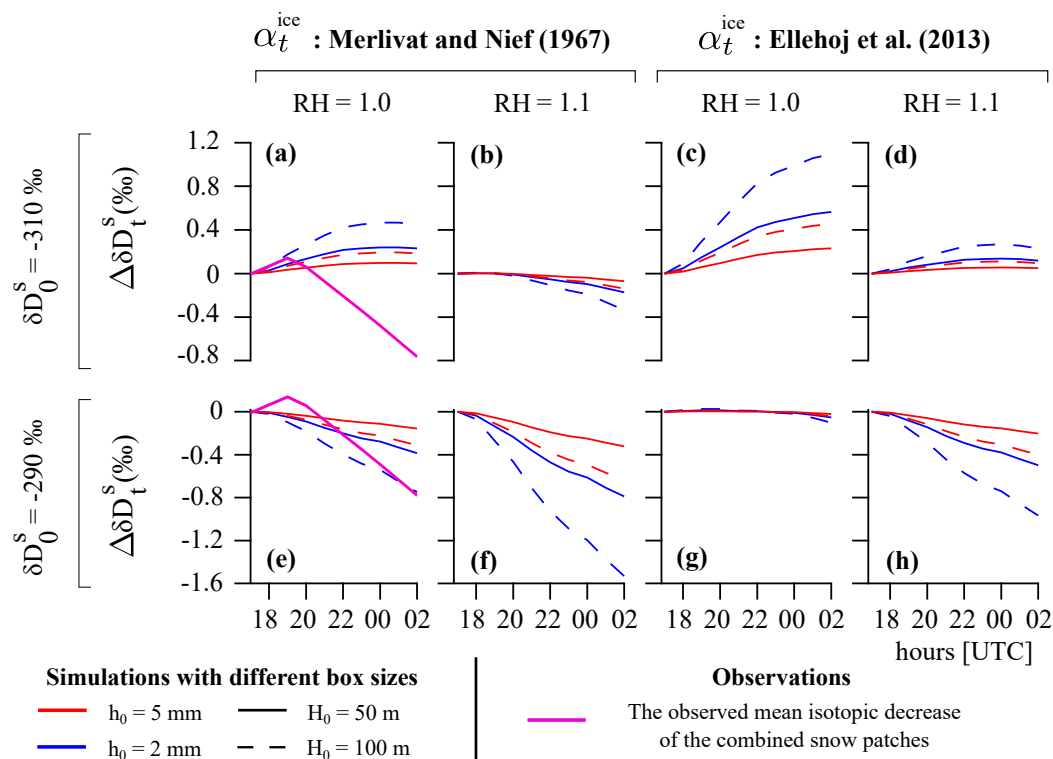 α_t^ice : Merlivat and Nief (1967)
α_t^ice : Ellehoj et al. (2013)
RH = 1.0
RH = 1.1
RH = 1.0
RH = 1.1
δD_0^s = -310 ‰
ΔδD_t^s(‰)
1.2
0.8
0.4
0
-0.4
-0.8
(a)
(b)
(c)
(d)
δD_0^s = -290 ‰
ΔδD_t^s(‰)
0
-0.4
-0.8
-1.2
-1.6
(e)
(f)
(g)
(h)
18 20 22 00 02
18 20 22 00 02
18 20 22 00 02
18 20 22 00 02
hours [UTC]
Simulations with different box sizes
h₀ = 5 mm
H₀ = 50 m
h₀ = 2 mm
H₀ = 100 m
Observations
The observed mean isotopic decrease
of the combined snow patches